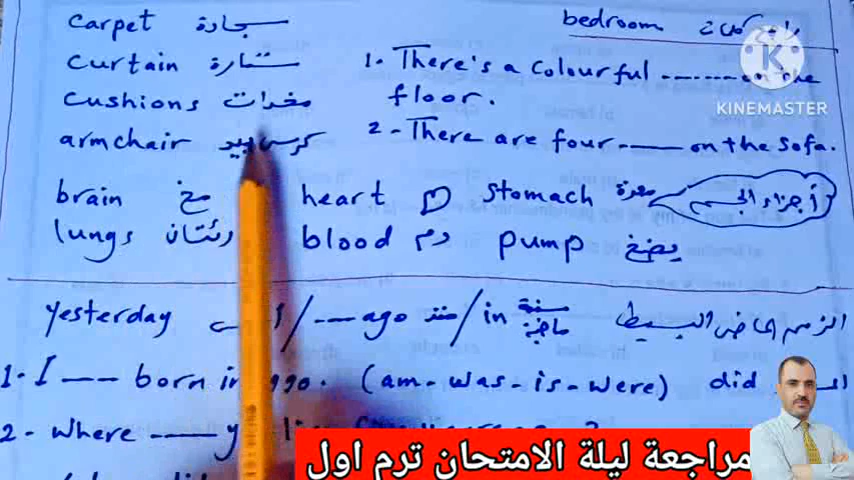 carpet سجادة
bedroom
curtain ستارة
1. There's a colourful ------- on the floor.
cushions مخدات
2- There are four ------ on the sofa.
armchair كرسي بيد
brain مخ heart stomach معدة أجزاء الجسم
lungs رئتان blood دم pump يضخ
yesterday / --- ago منذ / in سنة ماضية الزمن الماضي البسيط
1. I --- born in (am - was - is - were) did
2- where
مراجعة ليلة الامتحان ترم اول
K
KINEMASTER